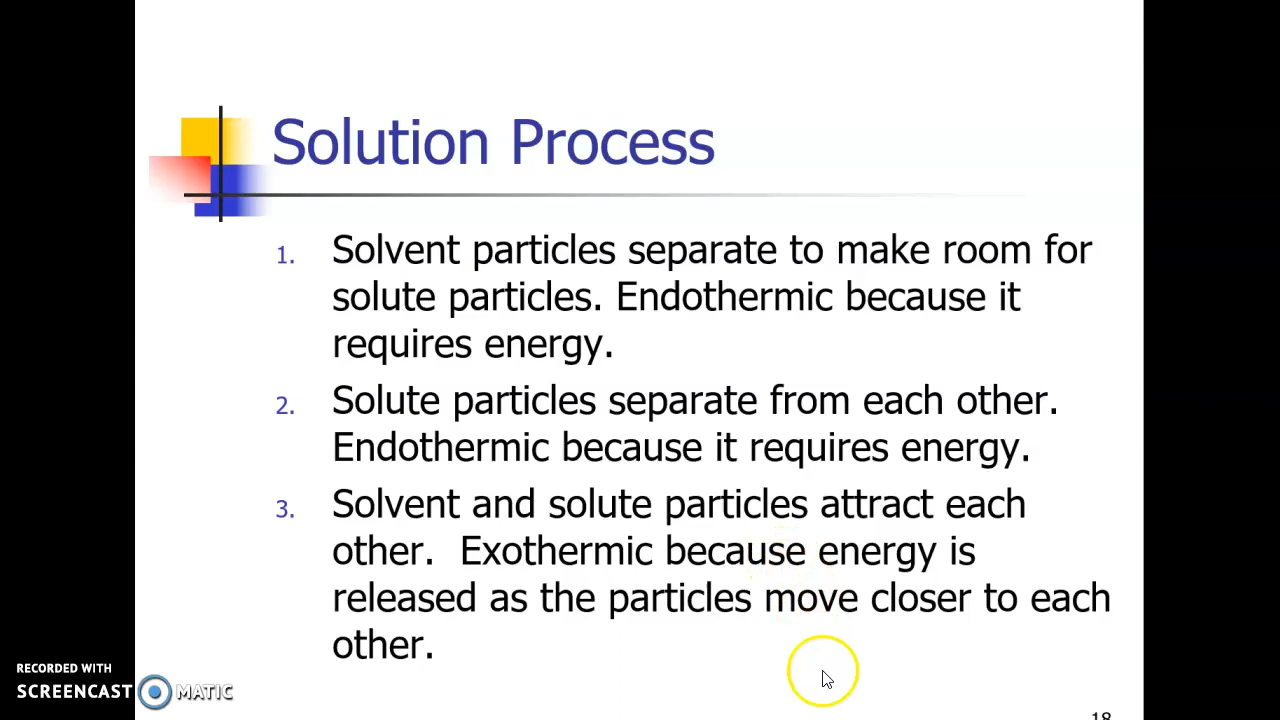 Solution Process
1. Solvent particles separate to make room for
solute particles. Endothermic because it
requires energy.
2. Solute particles separate from each other.
Endothermic because it requires energy.
3. Solvent and solute particles attract each
other.  Exothermic because energy is
released as the particles move closer to each
other.
RECORDED WITH
SCREENCAST MATIC
18